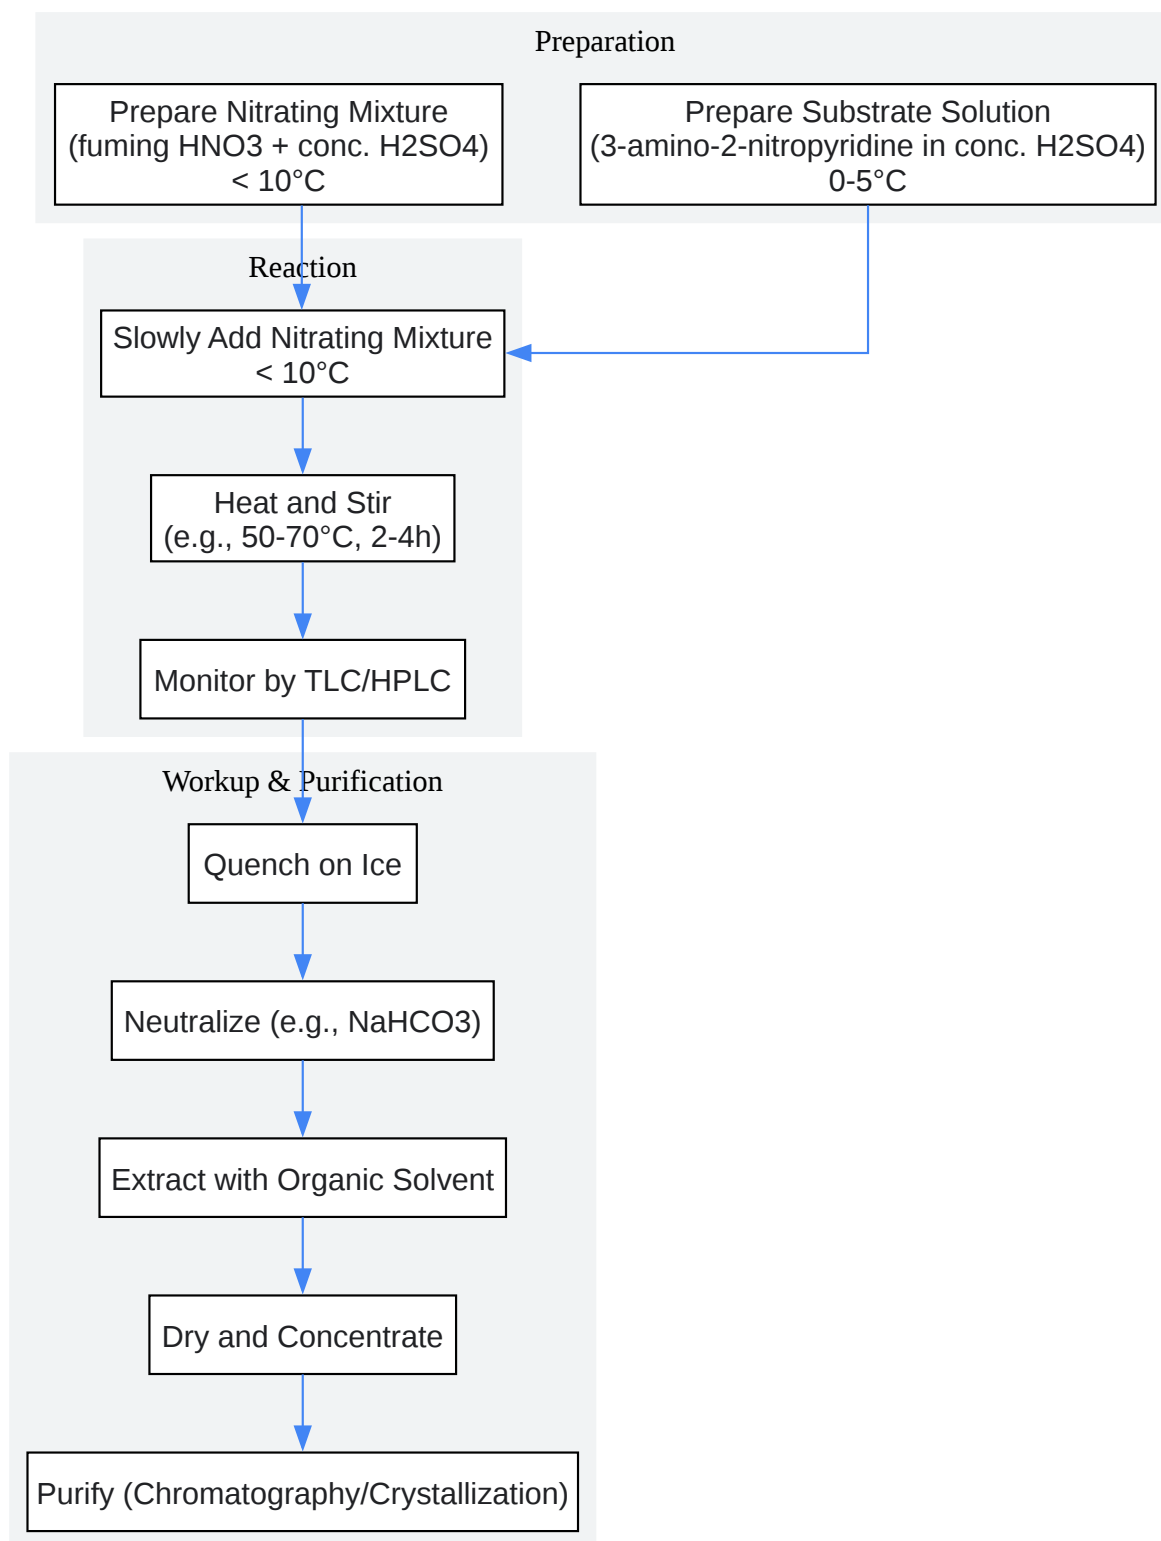 Preparation
Prepare Nitrating Mixture
(fuming HNO3 + conc. H2SO4)
< 10°C
Prepare Substrate Solution
(3-amino-2-nitropyridine in conc. H2SO4)
0-5°C
Reaction
Slowly Add Nitrating Mixture
< 10°C
Heat and Stir
(e.g., 50-70°C, 2-4h)
Monitor by TLC/HPLC
Workup & Purification
Quench on Ice
Neutralize (e.g., NaHCO3)
Extract with Organic Solvent
Dry and Concentrate
Purify (Chromatography/Crystallization)